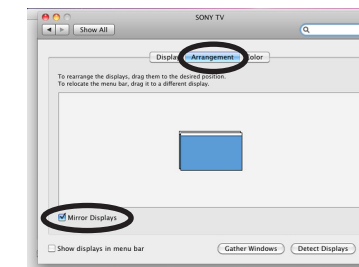 SONY TV
Show All
Display Arrangement Color
To rearrange the displays, drag them to the desired position.
To relocate the menu bar, drag it to a different display.
Mirror Displays
Show displays in menu bar
Gather Windows Detect Displays